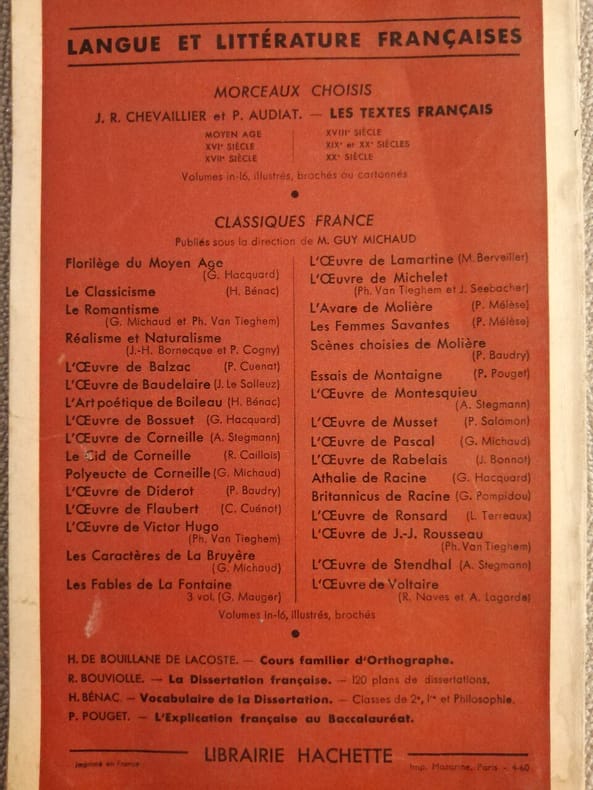 LANGUE ET LITTÉRATURE FRANÇAISES
MORCEAUX CHOISIS
J. R. CHEVAILLIER et P. AUDIAT. — LES TEXTES FRANÇAIS
MOYEN AGE
XVIe SIÈCLE
XVIIe SIÈCLE
XVIIIe SIÈCLE
XIXe et XXe SIÈCLES
XXe SIÈCLE
Volumes in-16, illustrés, brochés ou cartonnés
CLASSIQUES FRANCE
Publiés sous la direction de M. GUY MICHAUD
Florilège du Moyen Age
(G. Hacquard)
Le Classicisme (H. Bénac)
Le Romantisme
(G. Michaud et Ph. Van Tieghem)
Réalisme et Naturalisme
(J.-H. Bornecque et P. Cogny)
L'Œuvre de Balzac (P. Cuenat)
L'Œuvre de Baudelaire (J. Le Solleuz)
L'Art poétique de Boileau (H. Bénac)
L'Œuvre de Bossuet (G. Hacquard)
L'Œuvre de Corneille (A. Stegmann)
Le Cid de Corneille (R. Caillois)
Polyeucte de Corneille (G. Michaud)
L'Œuvre de Diderot (P. Baudry)
L'Œuvre de Flaubert (C. Cuénot)
L'Œuvre de Victor Hugo
(Ph. Van Tieghem)
Les Caractères de La Bruyère
(G. Michaud)
Les Fables de La Fontaine
3 vol. (G. Mauger)
L'Œuvre de Lamartine (M. Berveiller)
L'Œuvre de Michelet
(Ph. Van Tieghem et J. Seebacher)
L'Avare de Molière (P. Mélèse)
Les Femmes Savantes (P. Mélèse)
Scènes choisies de Molière
(P. Baudry)
Essais de Montaigne (P. Pouget)
L'Œuvre de Montesquieu
(A. Stegmann)
L'Œuvre de Musset (P. Salomon)
L'Œuvre de Pascal (G. Michaud)
L'Œuvre de Rabelais (J. Bonnot)
Athalie de Racine (G. Hacquard)
Britannicus de Racine (G. Pompidou)
L'Œuvre de Ronsard (L. Terreaux)
L'Œuvre de J.-J. Rousseau
(Ph. Van Tieghem)
L'Œuvre de Stendhal (A. Stegmann)
L'Œuvre de Voltaire
(R. Naves et A. Lagarde)
Volumes in-16, illustrés, brochés
H. DE BOUILLANE DE LACOSTE. — Cours familier d'Orthographe.
R. BOUVIOLLE. — La Dissertation française. — 120 plans de dissertations.
H. BÉNAC. — Vocabulaire de la Dissertation. — Classes de 2e, 1re et Philosophie.
P. POUGET. — L'Explication française au Baccalauréat.
LIBRAIRIE HACHETTE
Imprimé en France
Imp. Mazarine, Paris - 4-60